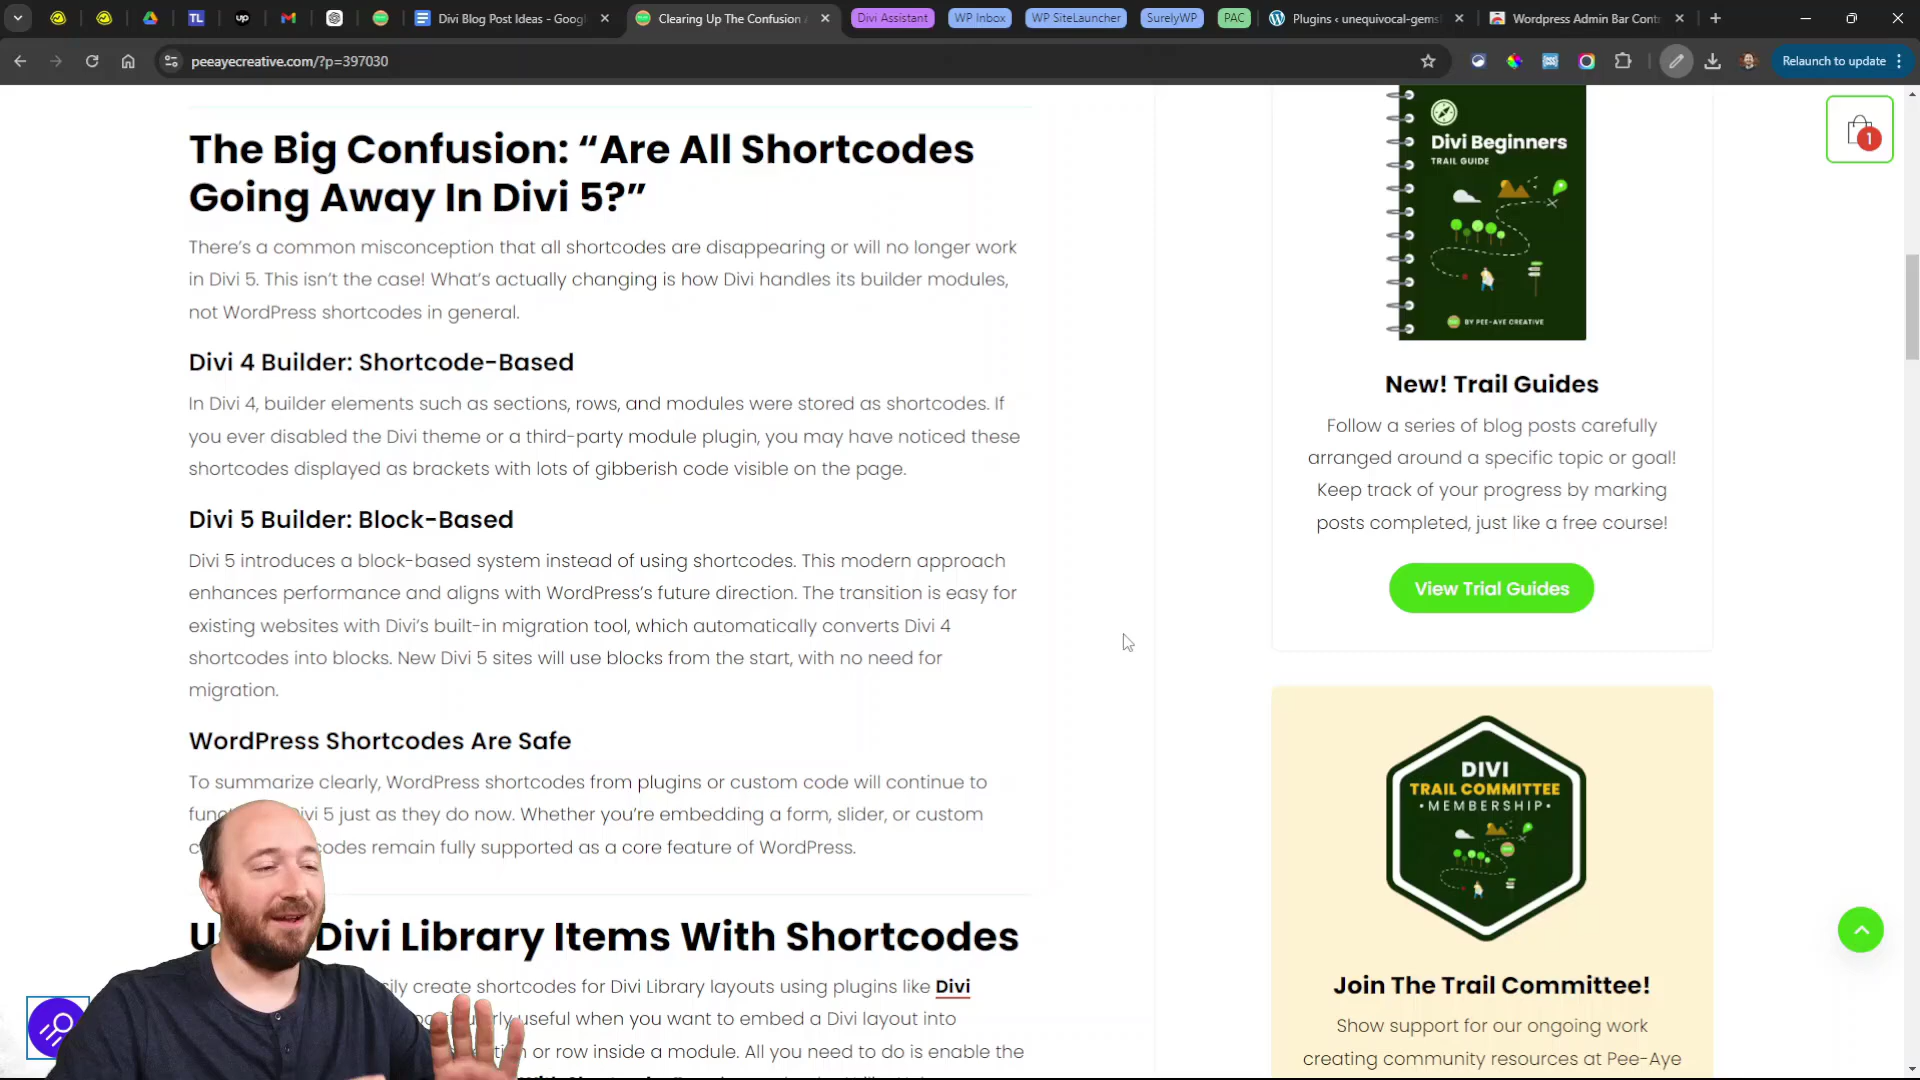 Divi Blog Post Ideas - Googl
Clearing Up The Confusion
Divi Assistant
WP Inbox
WP SiteLauncher
SurelyWP
PAC
Plugins ‹ unequivocal-gems
Wordpress Admin Bar Contr
TL
up
peeayecreative.com/?p=397030
Relaunch to update
The Big Confusion: “Are All Shortcodes
Going Away In Divi 5?”
There’s a common misconception that all shortcodes are disappearing or will no longer work
in Divi 5. This isn’t the case! What’s actually changing is how Divi handles its builder modules,
not WordPress shortcodes in general.
Divi 4 Builder: Shortcode-Based
In Divi 4, builder elements such as sections, rows, and modules were stored as shortcodes. If
you ever disabled the Divi theme or a third-party module plugin, you may have noticed these
shortcodes displayed as brackets with lots of gibberish code visible on the page.
Divi 5 Builder: Block-Based
Divi 5 introduces a block-based system instead of using shortcodes. This modern approach
enhances performance and aligns with WordPress’s future direction. The transition is easy for
existing websites with Divi’s built-in migration tool, which automatically converts Divi 4
shortcodes into blocks. New Divi 5 sites will use blocks from the start, with no need for
migration.
WordPress Shortcodes Are Safe
To summarize clearly, WordPress shortcodes from plugins or custom code will continue to
Divi 5 just as they do now. Whether you’re embedding a form, slider, or custom
codes remain fully supported as a core feature of WordPress.
Divi Library Items With Shortcodes
create shortcodes for Divi Library layouts using plugins like Divi
useful when you want to embed a Divi layout into
or row inside a module. All you need to do is enable the
1
Divi Beginners
TRAIL GUIDE
BY PEE-AYE CREATIVE
New! Trail Guides
Follow a series of blog posts carefully
arranged around a specific topic or goal!
Keep track of your progress by marking
posts completed, just like a free course!
View Trial Guides
DIVI
TRAIL COMMITTEE
•MEMBERSHIP•
Join The Trail Committee!
Show support for our ongoing work
creating community resources at Pee-Aye